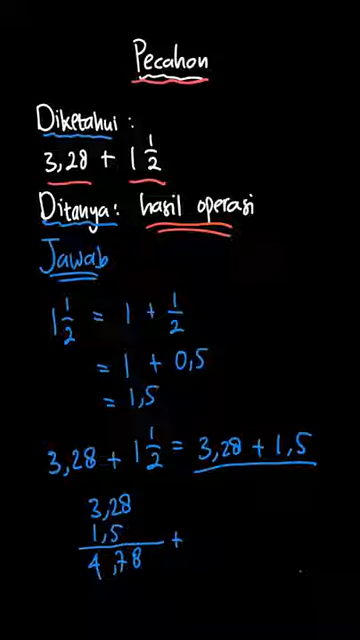 Pecahan
Diketahui :
3,28 + 1 1/2
Ditanya : hasil operasi
Jawab
1 1/2 = 1 + 1/2
= 1 + 0,5
= 1,5
3,28 + 1 1/2 = 3,28 + 1,5
3,28
1,5
+
4,78